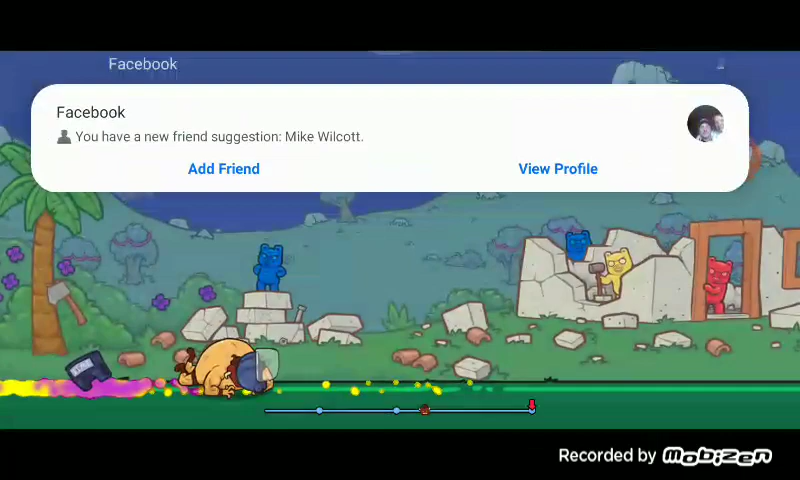 Facebook
Facebook
You have a new friend suggestion: Mike Wilcott.
Add Friend
View Profile
Recorded by mobizen